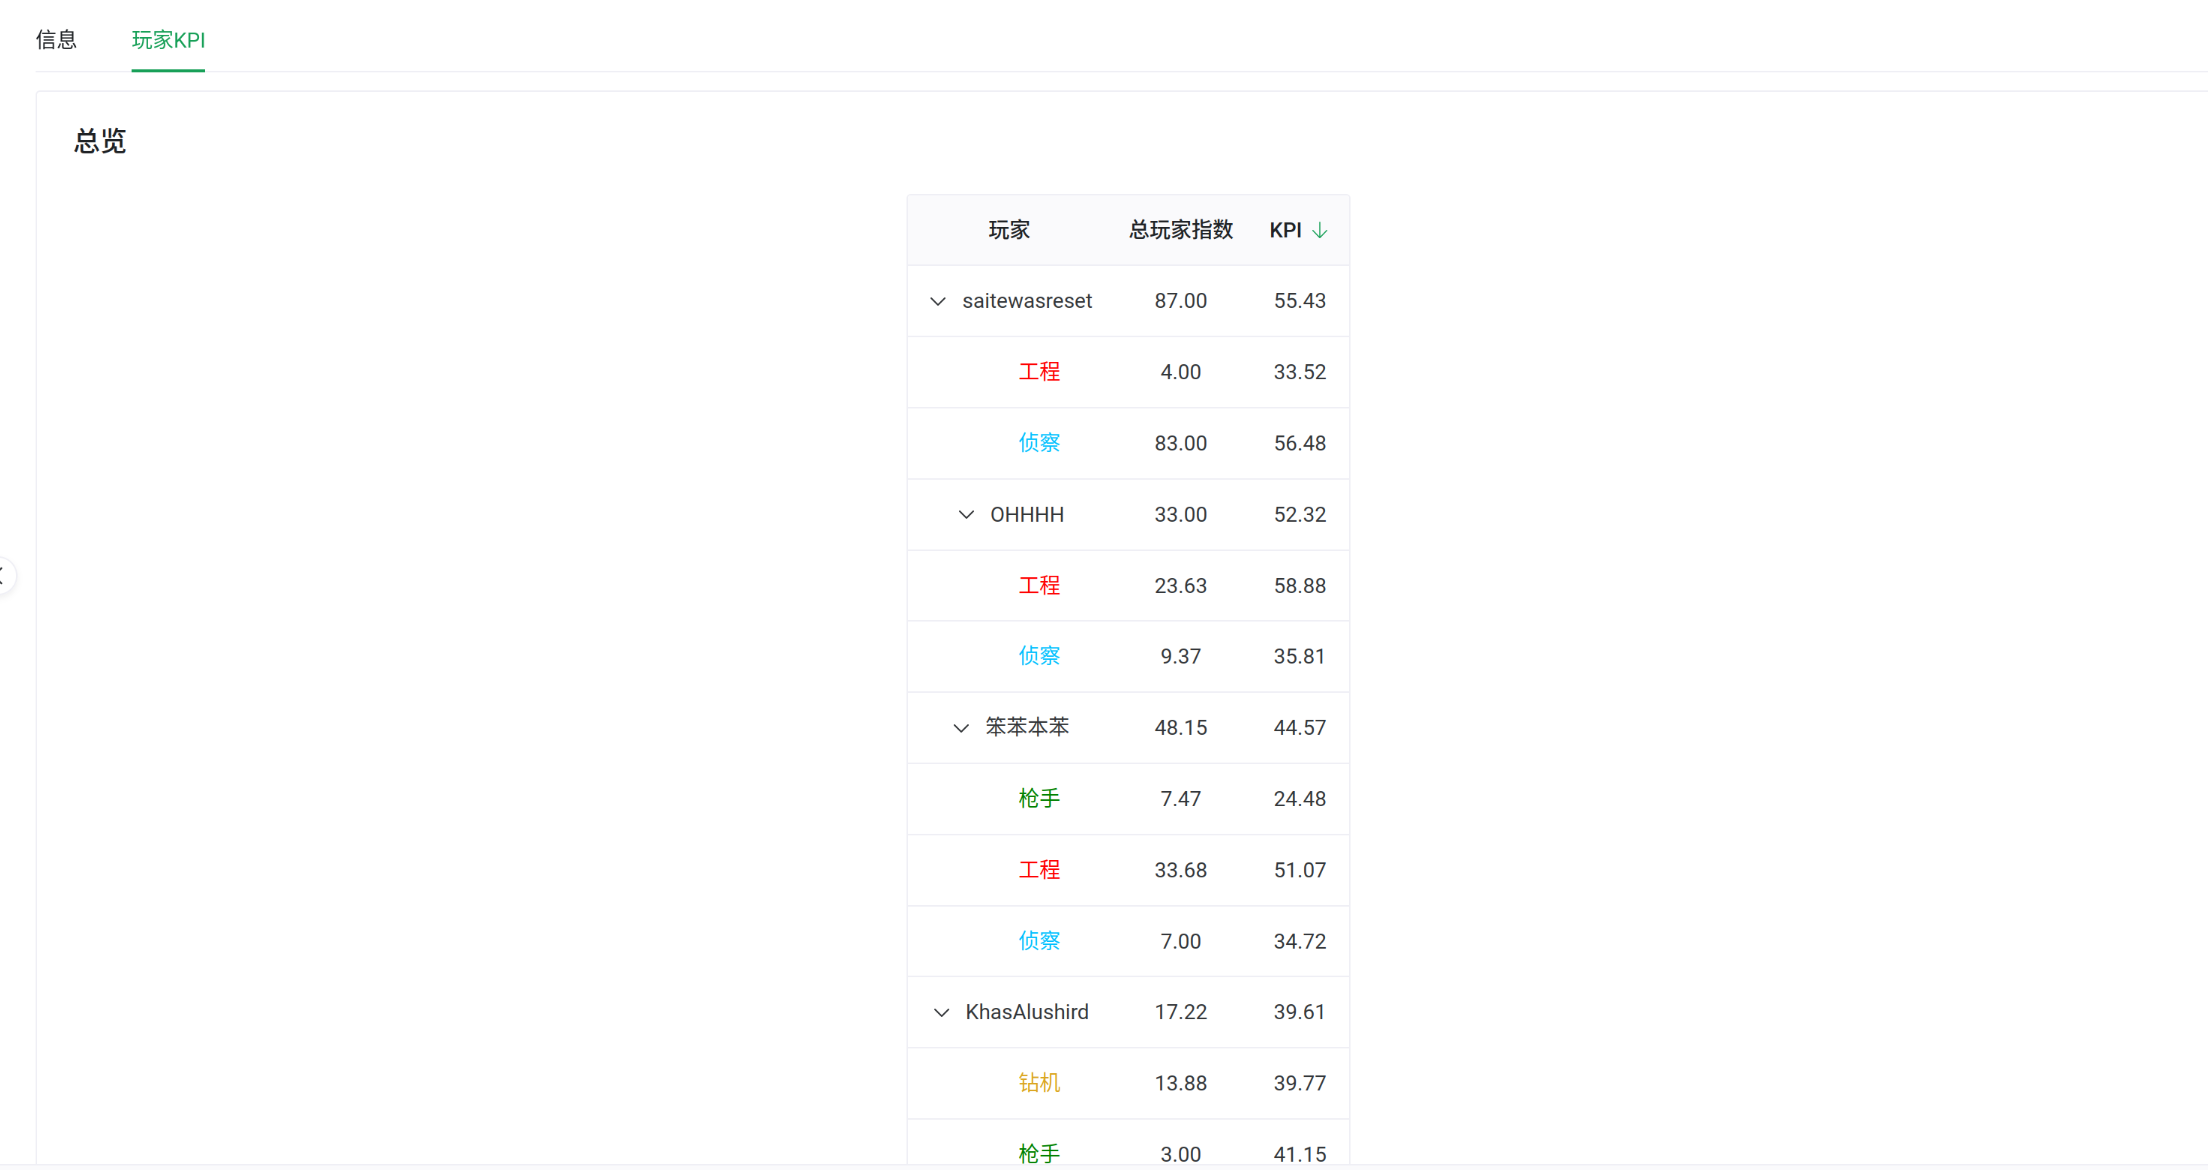 信息 玩家KPI
总览
玩家 总玩家指数 KPI
saitewasreset 87.00 55.43
工程 4.00 33.52
侦察 83.00 56.48
OHHHH 33.00 52.32
工程 23.63 58.88
侦察 9.37 35.81
笨苯本苯 48.15 44.57
枪手 7.47 24.48
工程 33.68 51.07
侦察 7.00 34.72
KhasAlushird 17.22 39.61
钻机 13.88 39.77
枪手 3.00 41.15